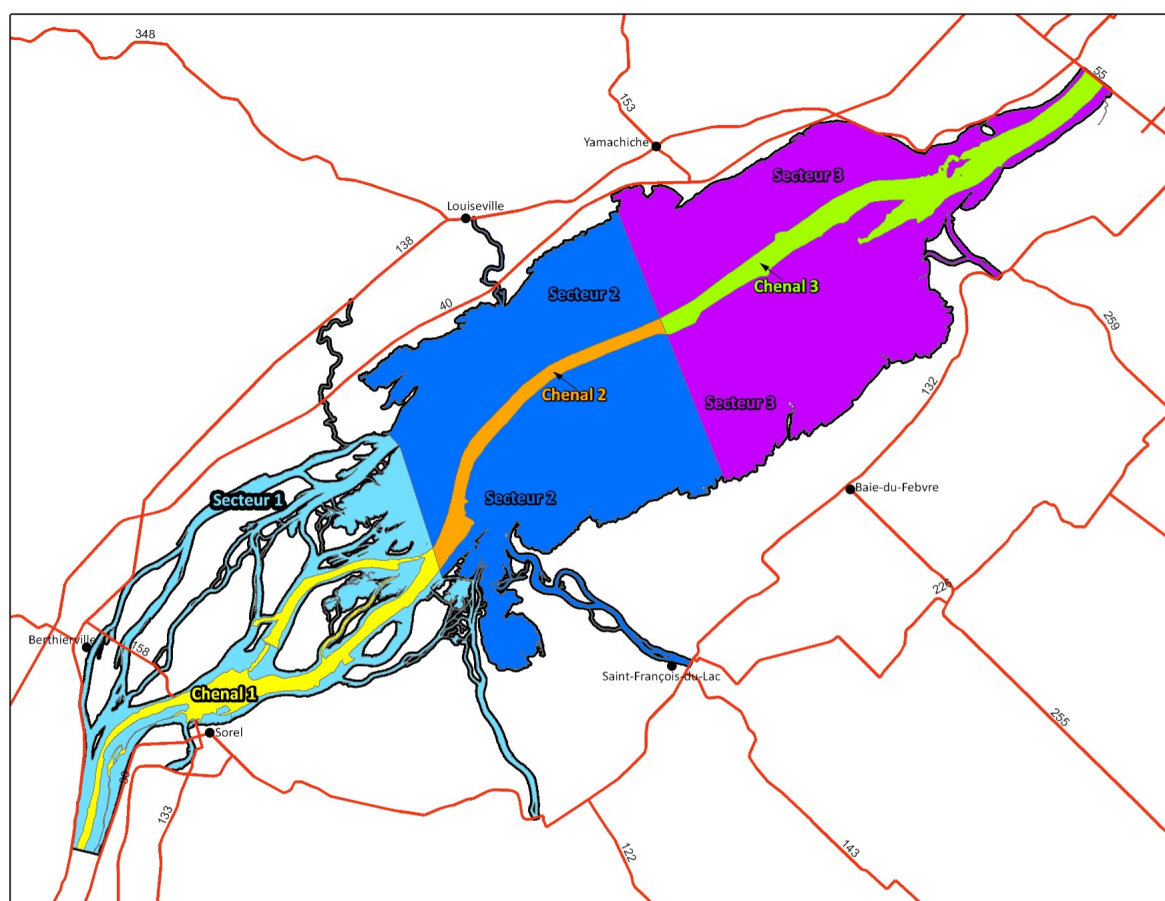 348
55
153
Yamachiche
Secteur 3
Louiseville
138
Secteur 2
40
Chenal 3
259
Chenal 2
132
Secteur 3
Secteur 1
Secteur 2
Baie-du-Febvre
226
Berthierville
158
Saint-François-du-Lac
Chenal 1
255
Sorel
30
133
122
143